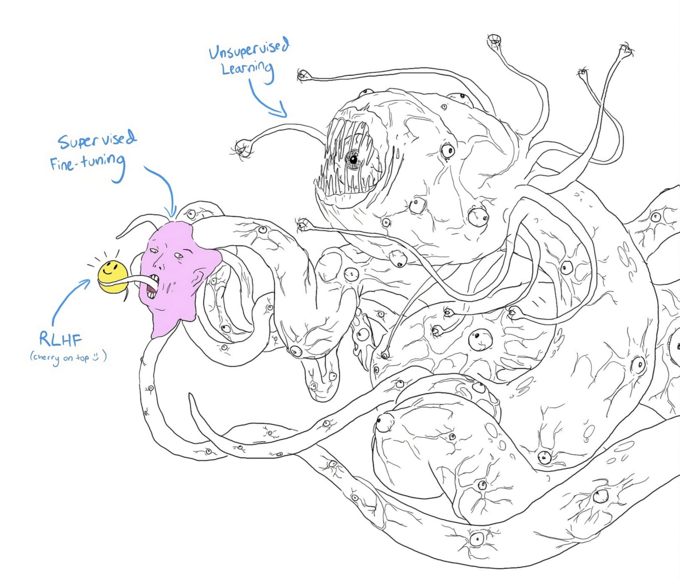 Unsupervised
Learning
Supervised
Fine-tuning
RLHF
(cherry on top :))